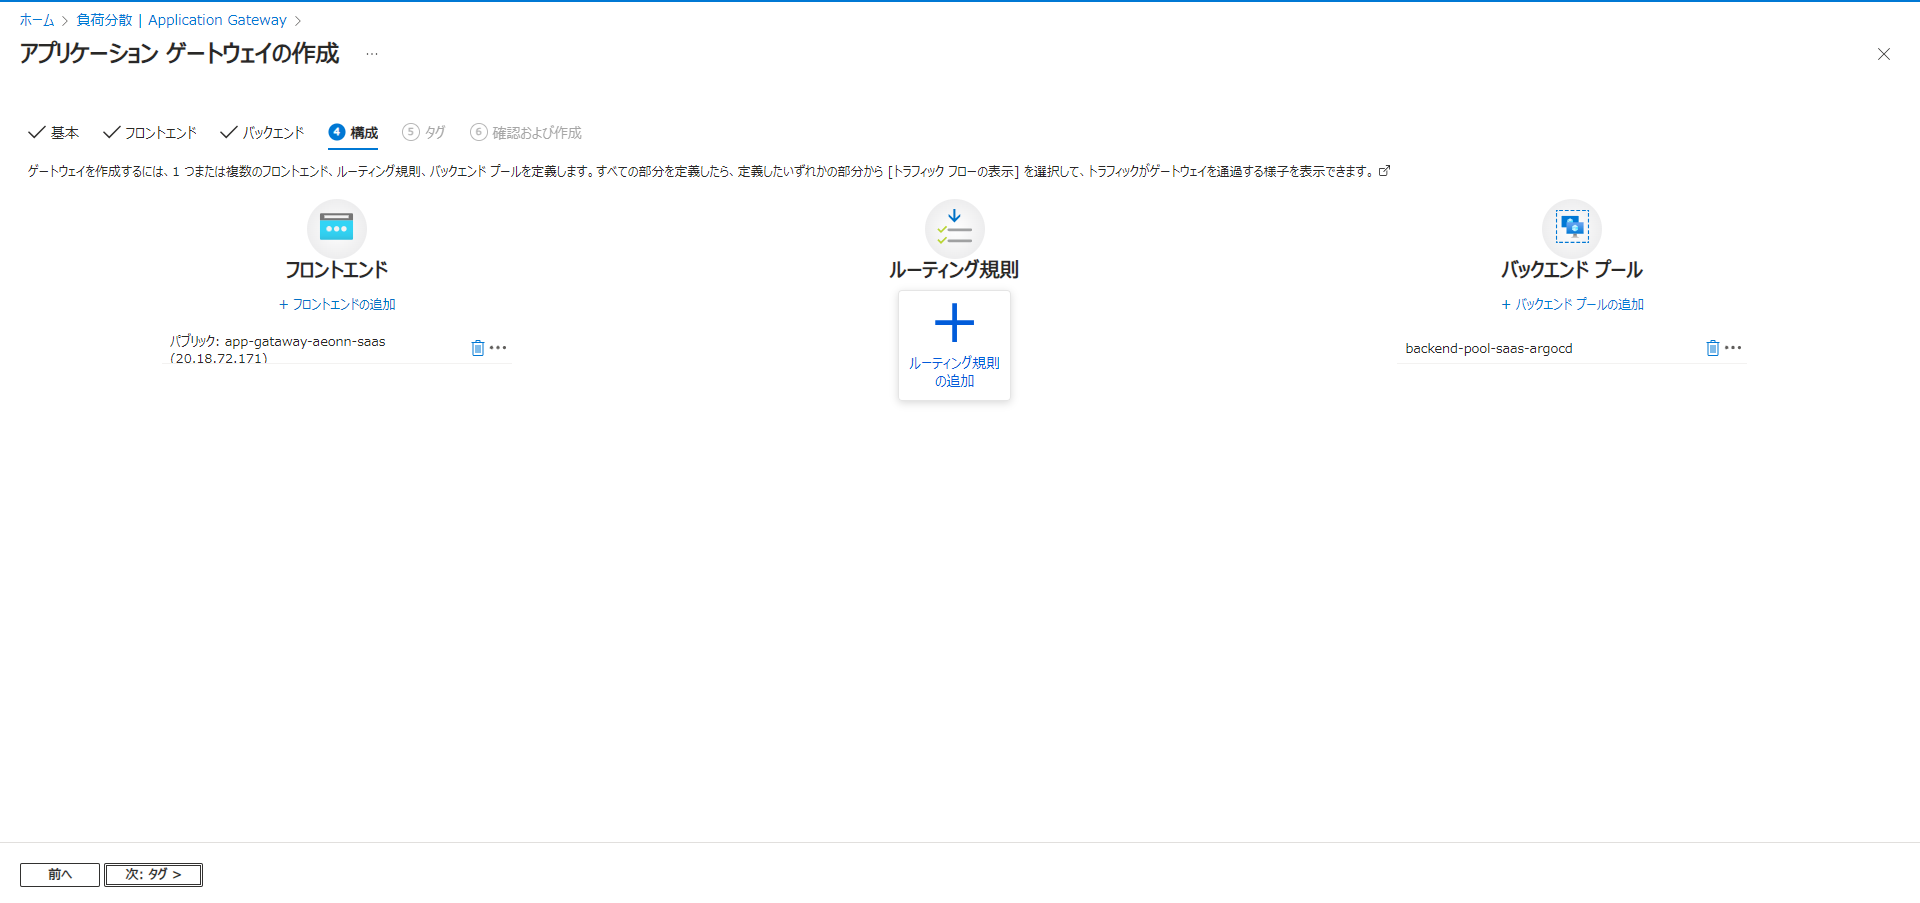 ホーム > 負荷分散 | Application Gateway >
アプリケーション ゲートウェイの作成 …
基本 フロントエンド バックエンド 4 構成 5 タグ 6 確認および作成
ゲートウェイを作成するには、1 つまたは複数のフロントエンド、ルーティング規則、バックエンド プールを定義します。すべての部分を定義したら、定義したいずれかの部分から [トラフィック フローの表示] を選択して、トラフィックがゲートウェイを通過する様子を表示できます。
フロントエンド
+ フロントエンドの追加
パブリック: app-gataway-aeonn-saas
(20.18.72.171)
ルーティング規則
ルーティング規則
の追加
バックエンド プール
+ バックエンド プールの追加
backend-pool-saas-argocd
前へ 次: タグ >